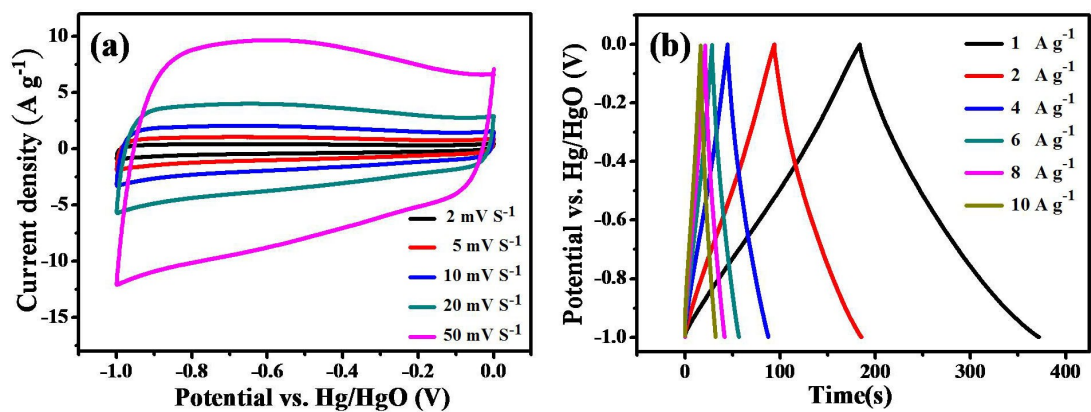 (a)
Current density ( A g⁻¹)
10
5
0
-5
-10
-15
2 mV S⁻¹
5 mV S⁻¹
10 mV S⁻¹
20 mV S⁻¹
50 mV S⁻¹
-1.0 -0.8 -0.6 -0.4 -0.2 0.0
Potential vs. Hg/HgO (V)
(b)
Potential vs. Hg/HgO (V)
0.0
-0.2
-0.4
-0.6
-0.8
-1.0
1 A g⁻¹
2 A g⁻¹
4 A g⁻¹
6 A g⁻¹
8 A g⁻¹
10 A g⁻¹
0 100 200 300 400
Time(s)